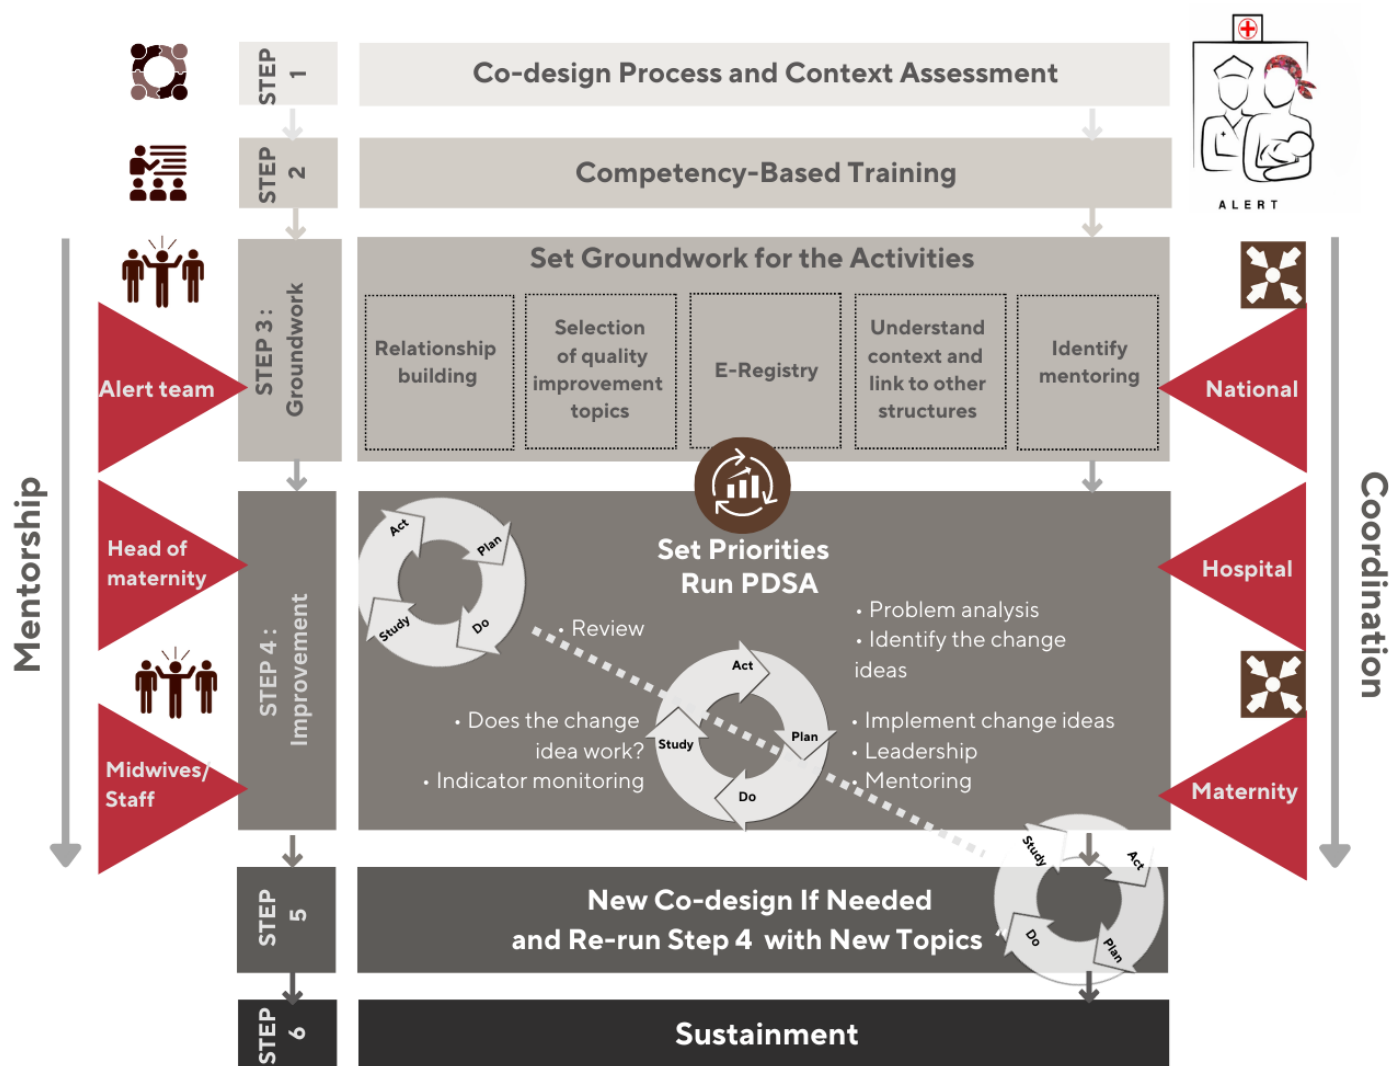 STEP 1
Co-design Process and Context Assessment
ALERT
STEP 2
Competency-Based Training
STEP 3 :
Groundwork
Set Groundwork for the Activities
Relationship
building
Selection
of quality
improvement
topics
E-Registry
Understand
context and
link to other
structures
Identify
mentoring
Mentorship
Alert team
Head of
maternity
Midwives/
Staff
Coordination
National
Hospital
Maternity
STEP 4 :
Improvement
Set Priorities
Run PDSA
Act
Plan
Do
Study
• Review
• Problem analysis
• Identify the change
ideas
• Does the change
idea work?
• Indicator monitoring
Act
Plan
Do
Study
• Implement change ideas
• Leadership
• Mentoring
STEP 5
New Co-design If Needed
and Re-run Step 4 with New Topics “
Study
Act
Plan
Do
STEP 6
Sustainment